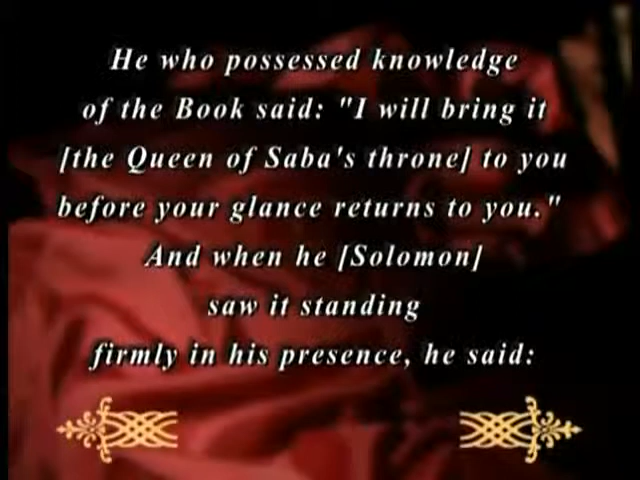 He who possessed knowledge
of the Book said: "I will bring it
[the Queen of Saba's throne] to you
before your glance returns to you."
And when he [Solomon]
saw it standing
firmly in his presence, he said: